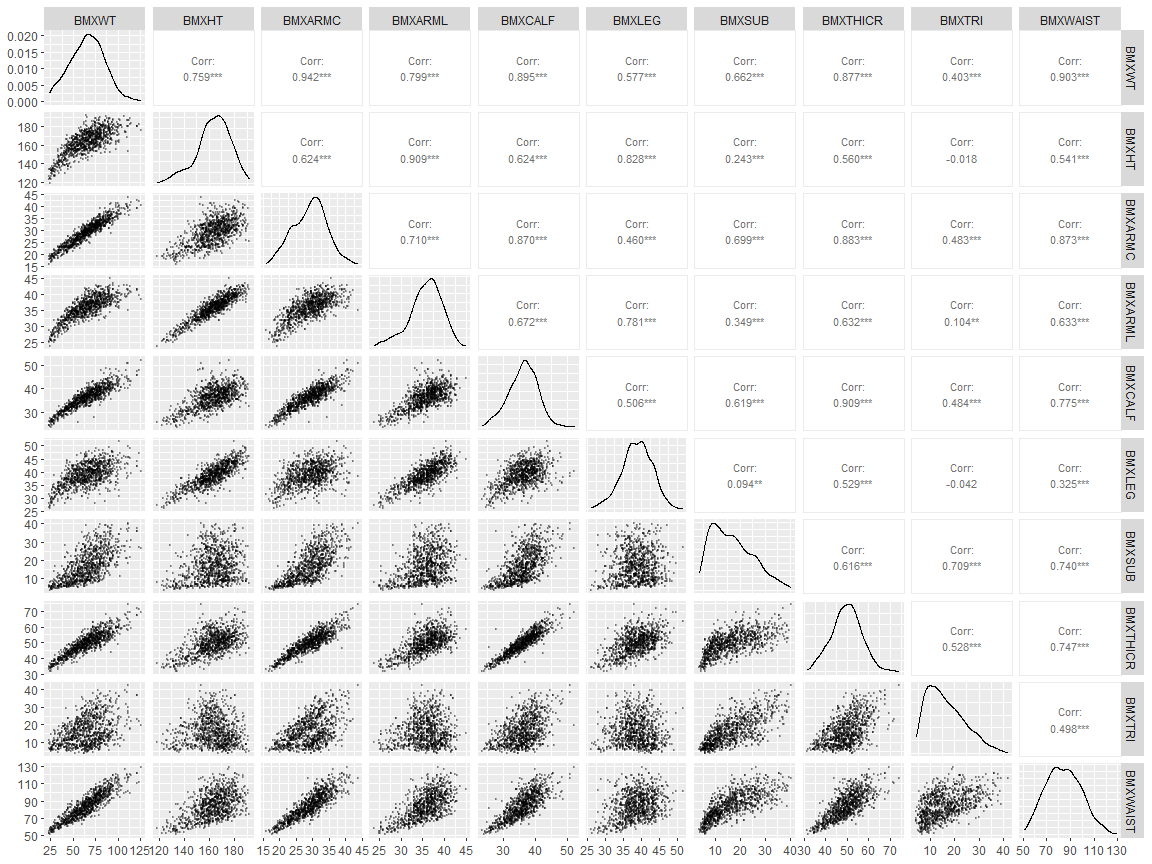 BMXWT BMXHT BMXARMC BMXARML BMXCALF BMXLEG BMXSUB BMXTHICR BMXTRI BMXWAIST
0.020
0.015
0.010
0.005
0.000
Corr: Corr: Corr: Corr: Corr: Corr: Corr: Corr: Corr:
0.759*** 0.942*** 0.799*** 0.895*** 0.577*** 0.662*** 0.877*** 0.403*** 0.903***
BMXWT
180
160
140
120
Corr: Corr: Corr: Corr: Corr: Corr: Corr: Corr:
0.624*** 0.909*** 0.624*** 0.828*** 0.243*** 0.560*** -0.018 0.541***
BMXHT
45
40
35
30
25
20
15
Corr: Corr: Corr: Corr: Corr: Corr: Corr:
0.710*** 0.870*** 0.460*** 0.699*** 0.883*** 0.483*** 0.873***
BMXARMC
45
40
35
30
25
Corr: Corr: Corr: Corr: Corr: Corr:
0.672*** 0.781*** 0.349*** 0.632*** 0.104** 0.633***
BMXARML
50
40
30
Corr: Corr: Corr: Corr: Corr:
0.506*** 0.619*** 0.909*** 0.484*** 0.775***
BMXCALF
50
45
40
35
30
25
Corr: Corr: Corr: Corr:
0.094** 0.529*** -0.042 0.325***
BMXLEG
40
30
20
10
Corr: Corr: Corr:
0.616*** 0.709*** 0.740***
BMXSUB
70
60
50
40
30
Corr: Corr:
0.528*** 0.747***
BMXTHICR
40
30
20
10
Corr:
0.498***
BMXTRI
130
110
90
70
50
BMXWAIST
25 50 75 100 125 120 140 160 180 15 20 25 30 35 40 45 25 30 35 40 45 30 40 50 25 30 35 40 45 50 10 20 30 40 30 40 50 60 70 10 20 30 40 50 70 90 110 130